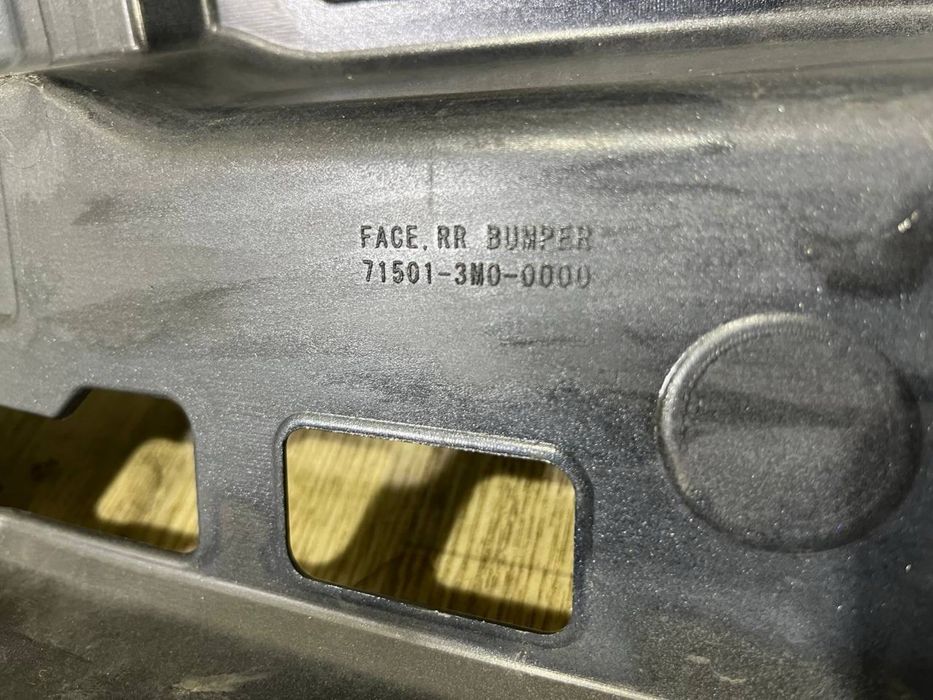 FACE, RR BUMPER
71501-3M0-0000